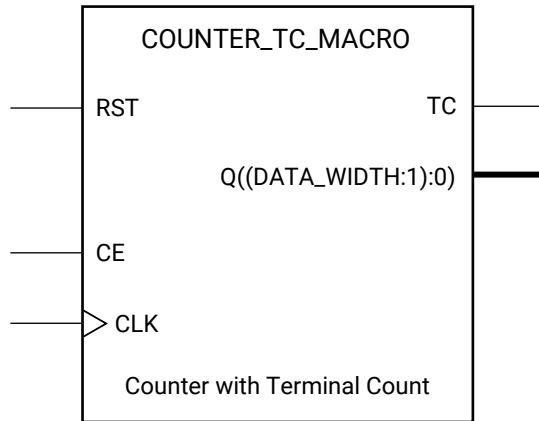 COUNTER_TC_MACRO
RST
TC
Q((DATA_WIDTH:1):0)
CE
CLK
Counter with Terminal Count